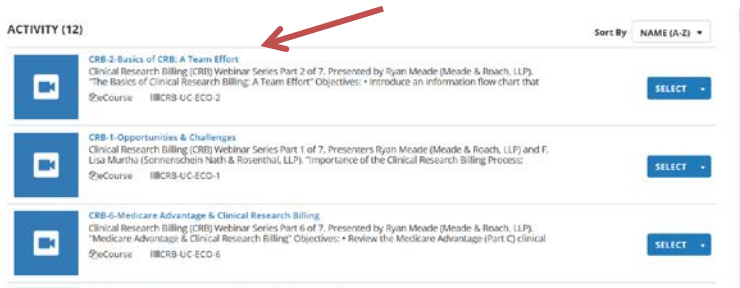 ACTIVITY (12)
Sort By NAME (A-Z)
CRB-2-Basics of CRB: A Team Effort
Clinical Research Billing (CRB) Webinar Series Part 2 of 7. Presented by Ryan Meade (Meade & Roach, LLP).
"The Basics of Clinical Research Billing: A Team Effort" Objectives: • Introduce an information flow chart that
eCourse CRB-UC-ECO-2
SELECT
CRB-1-Opportunities & Challenges
Clinical Research Billing (CRB) Webinar Series Part 1 of 7. Presenters Ryan Meade (Meade & Roach, LLP) and F.
Lisa Murtha (Sonnenschein Nath & Rosenthal, LLP). "Importance of the Clinical Research Billing Process:
eCourse CRB-UC-ECO-1
SELECT
CRB-6-Medicare Advantage & Clinical Research Billing
Clinical Research Billing (CRB) Webinar Series Part 6 of 7. Presented by Ryan Meade (Meade & Roach, LLP).
"Medicare Advantage & Clinical Research Billing" Objectives: • Review the Medicare Advantage (Part C) clinical
eCourse CRB-UC-ECO-6
SELECT